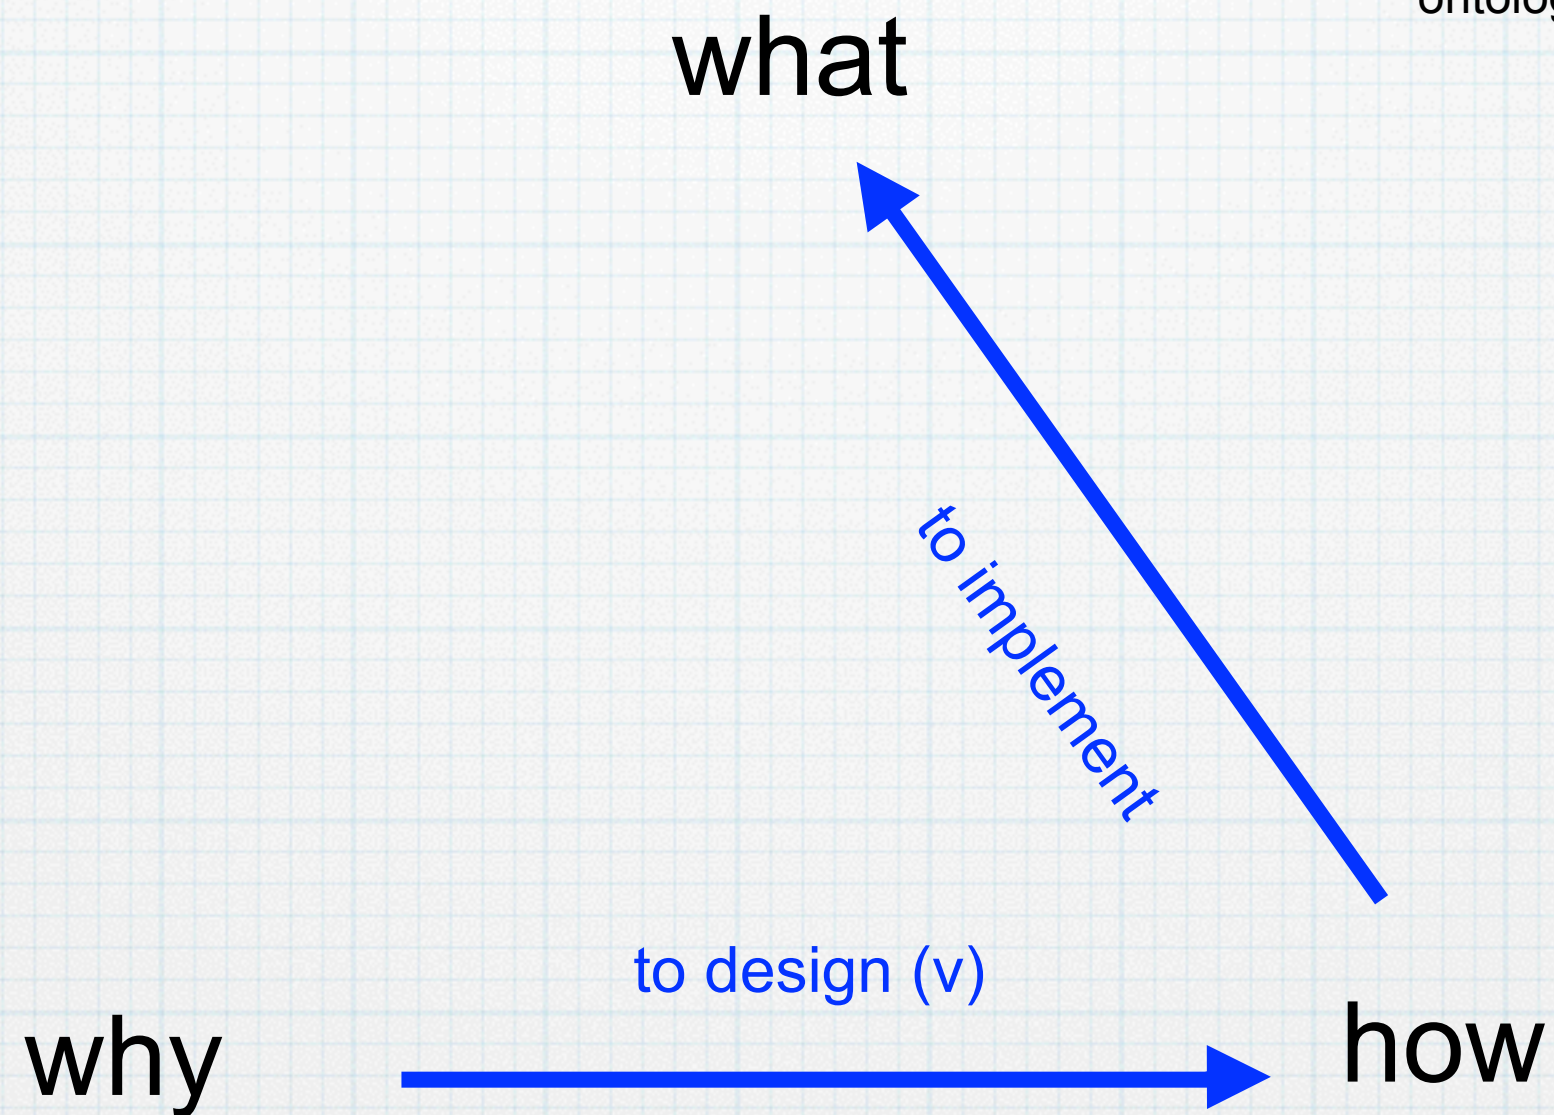 what
to implement
to design (v)
why
how